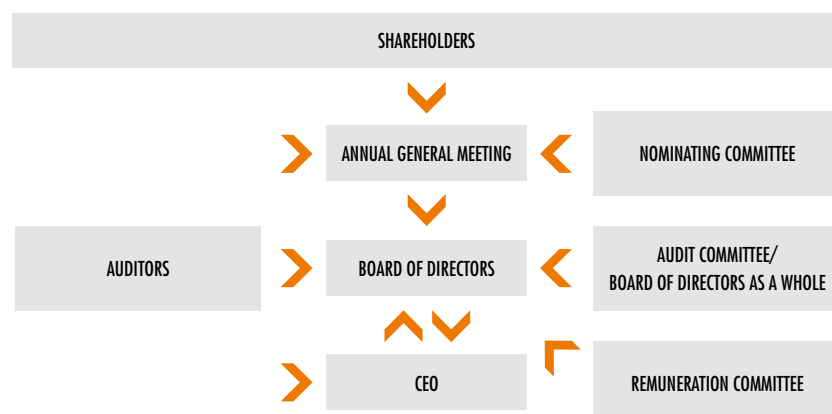 SHAREHOLDERS
ANNUAL GENERAL MEETING
NOMINATING COMMITTEE
AUDITORS
BOARD OF DIRECTORS
AUDIT COMMITTEE/
BOARD OF DIRECTORS AS A WHOLE
CEO
REMUNERATION COMMITTEE